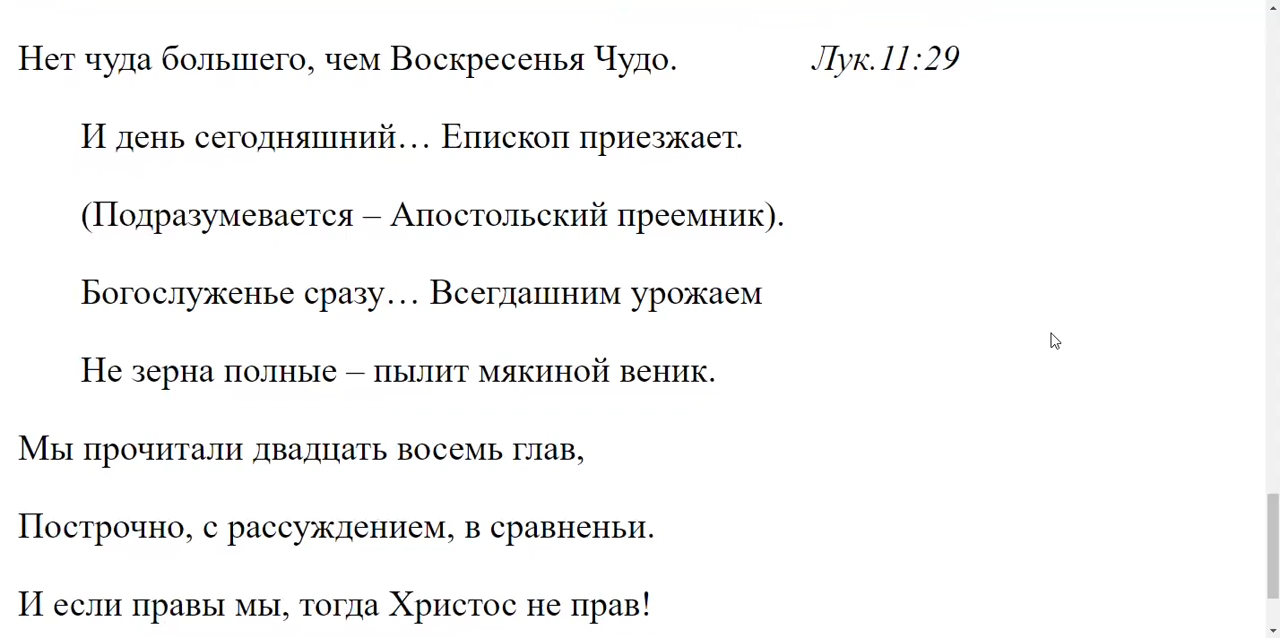 Нет чуда большего, чем Воскресенья Чудо. Лук.11:29
И день сегодняшний… Епископ приезжает.
(Подразумевается – Апостольский преемник).
Богослуженье сразу… Всегдашним урожаем
Не зерна полные – пылит мякиной веник.
Мы прочитали двадцать восемь глав,
Построчно, с рассуждением, в сравненьи.
И если правы мы, тогда Христос не прав!